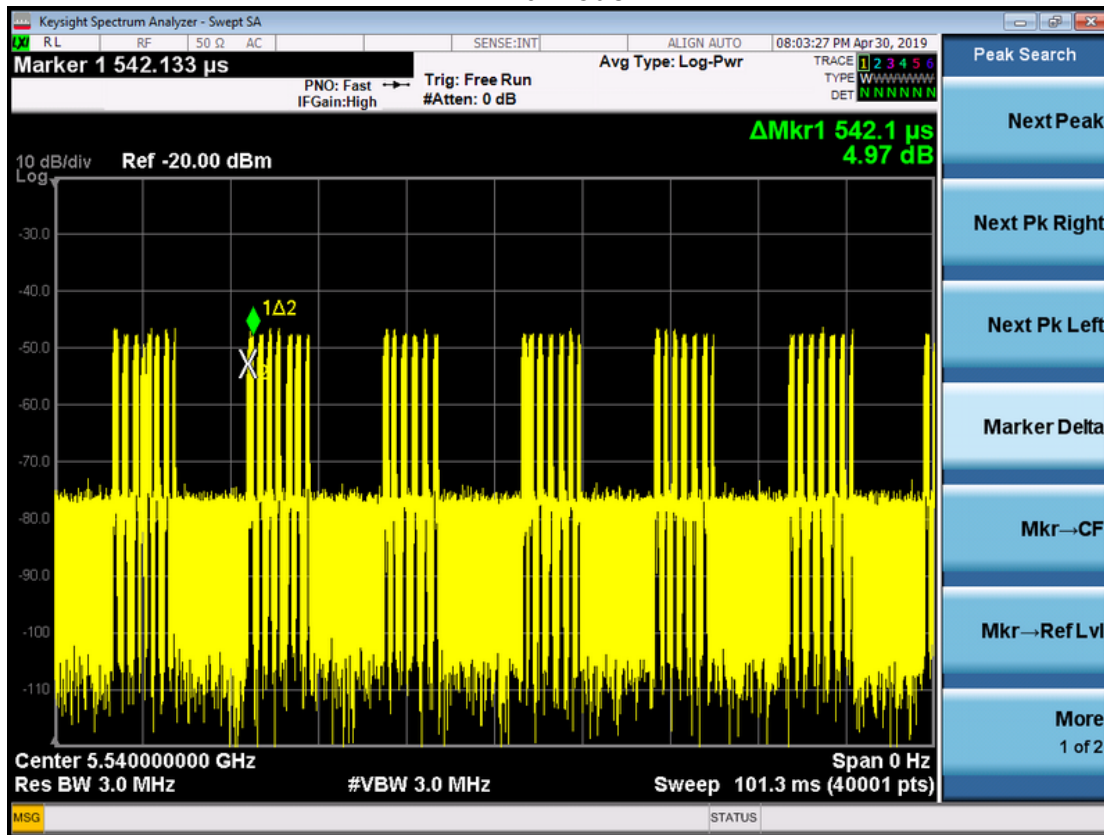 Keysight Spectrum Analyzer - Swept SA
LXI RL RF 50 Ω AC SENSE:INT ALIGN AUTO 08:03:27 PM Apr 30, 2019
Marker 1 542.133 µs
PNO: Fast
IFGain:High
Trig: Free Run
#Atten: 0 dB
Avg Type: Log-Pwr
TRACE 1 2 3 4 5 6
TYPE WWWWWW
DET N N N N N N
ΔMkr1 542.1 µs
4.97 dB
10 dB/div Ref -20.00 dBm
Log
-30.0
-40.0
1Δ2
-50.0
-60.0
-70.0
-80.0
-90.0
-100
-110
Center 5.540000000 GHz Span 0 Hz
Res BW 3.0 MHz #VBW 3.0 MHz Sweep 101.3 ms (40001 pts)
MSG STATUS
Peak Search
Next Peak
Next Pk Right
Next Pk Left
Marker Delta
Mkr→CF
Mkr→Ref Lvl
More
1 of 2